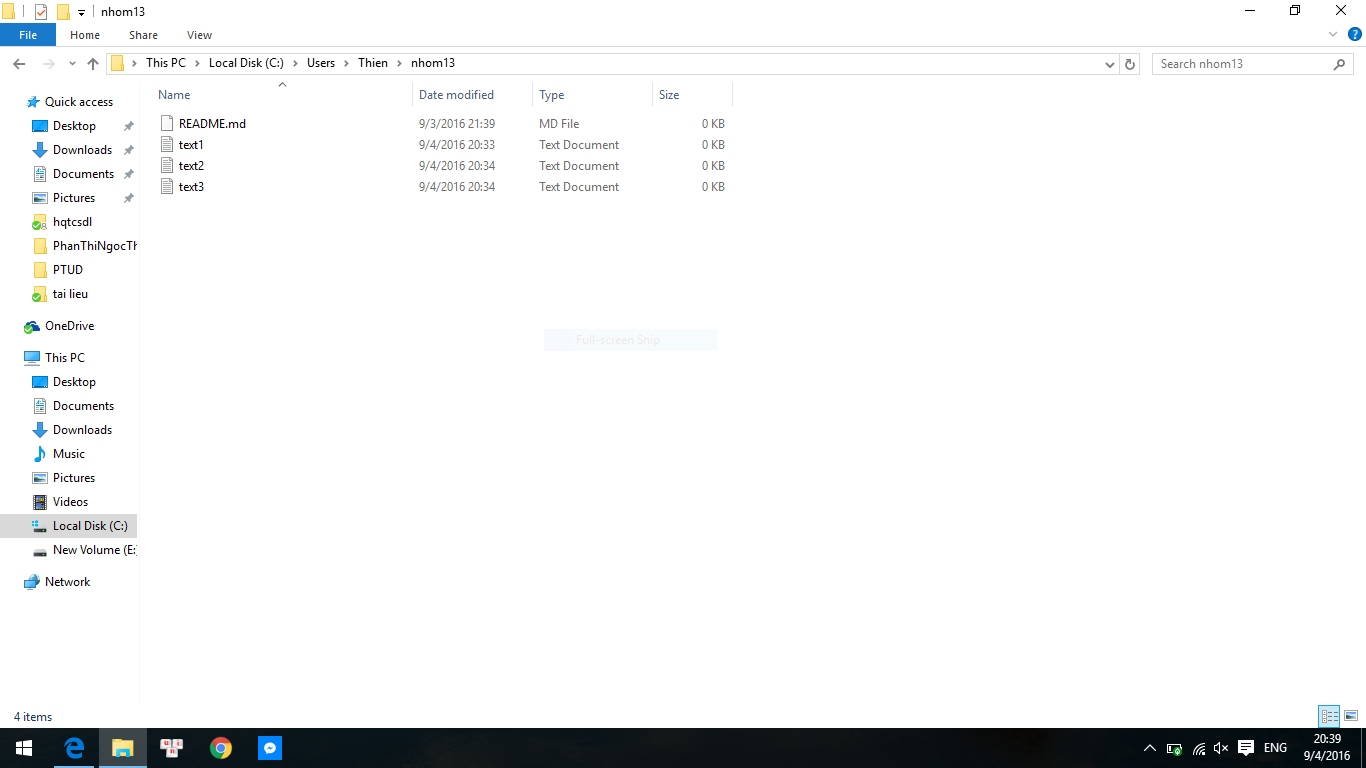 nhom13
File Home Share View
This PC Local Disk (C:) Users Thien nhom13
Search nhom13
Name Date modified Type Size
README.md 9/3/2016 21:39 MD File 0 KB
text1 9/4/2016 20:33 Text Document 0 KB
text2 9/4/2016 20:34 Text Document 0 KB
text3 9/4/2016 20:34 Text Document 0 KB
Quick access
Desktop
Downloads
Documents
Pictures
hqtcsdl
PhanThiNgocTh
PTUD
tai lieu
OneDrive
This PC
Desktop
Documents
Downloads
Music
Pictures
Videos
Local Disk (C:)
New Volume (E:
Network
Full-screen Snip
4 items
ENG
20:39
9/4/2016